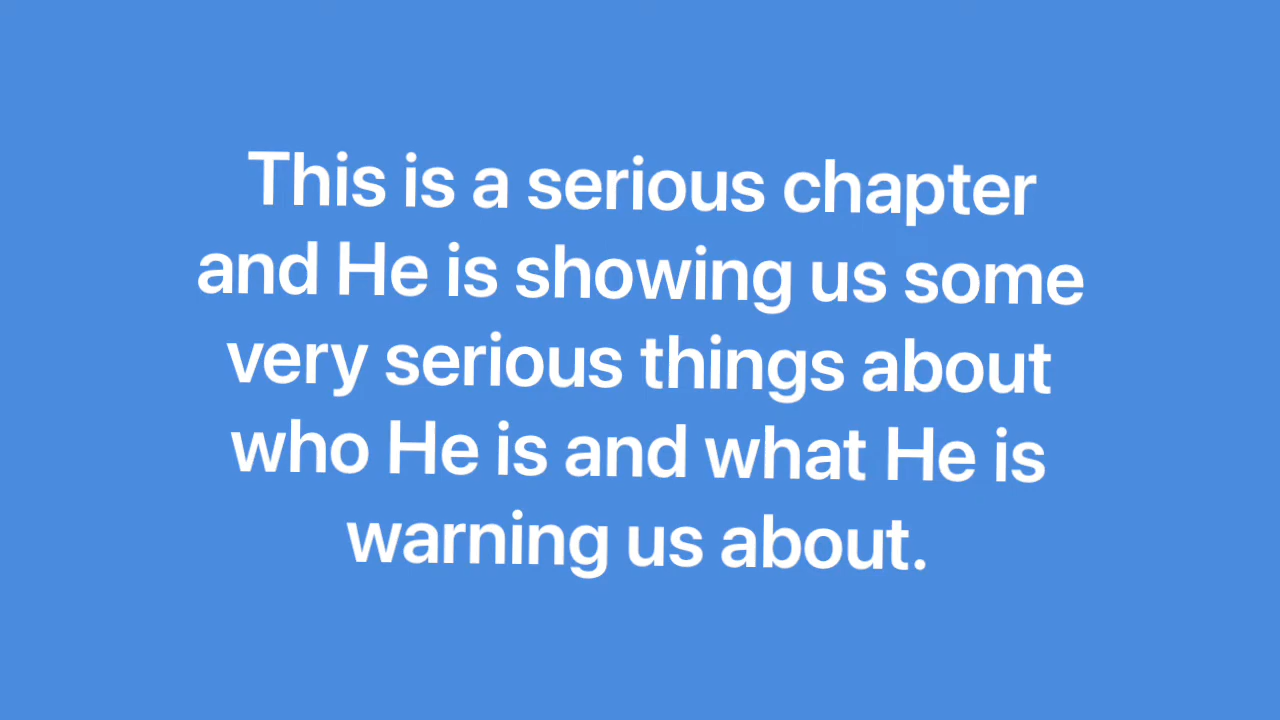 This is a serious chapter
and He is showing us some
very serious things about
who He is and what He is
warning us about.